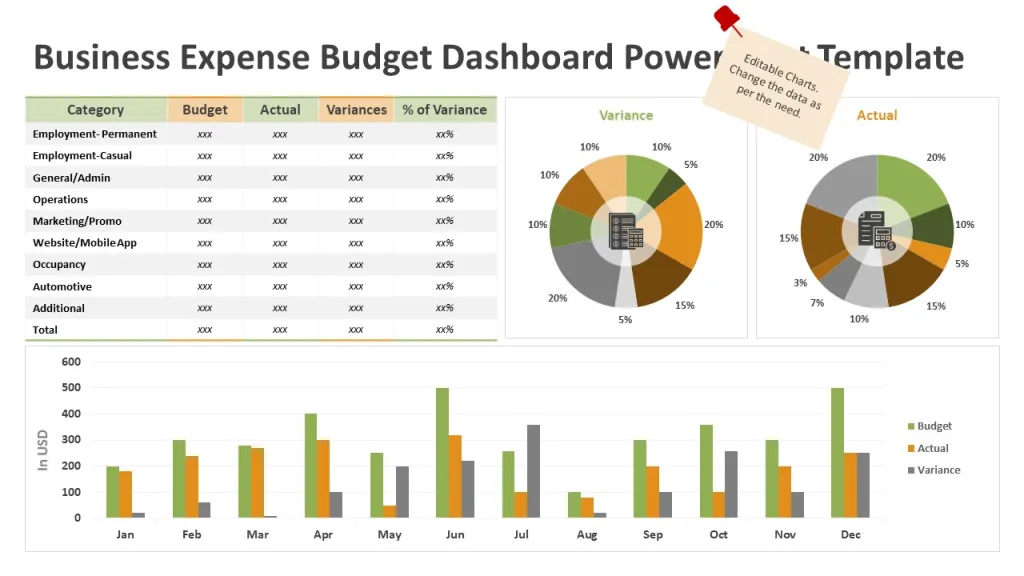 Business Expense Budget Dashboard Power t Template
Editable Charts.
Change the data as
per the need.
Category Budget Actual Variances % of Variance
Employment- Permanent xxx xxx xxx xx%
Employment-Casual xxx xxx xxx xx%
General/Admin xxx xxx xxx xx%
Operations xxx xxx xxx xx%
Marketing/Promo xxx xxx xxx xx%
Website/Mobile App xxx xxx xxx xx%
Occupancy xxx xxx xxx xx%
Automotive xxx xxx xxx xx%
Additional xxx xxx xxx xx%
Total xxx xxx xxx xx%
Variance
10%
5%
20%
15%
5%
20%
10%
10%
10%
Actual
20%
10%
5%
15%
10%
7%
3%
15%
20%
In USD
600
500
400
300
200
100
0
Jan Feb Mar Apr May Jun Jul Aug Sep Oct Nov Dec
Budget
Actual
Variance